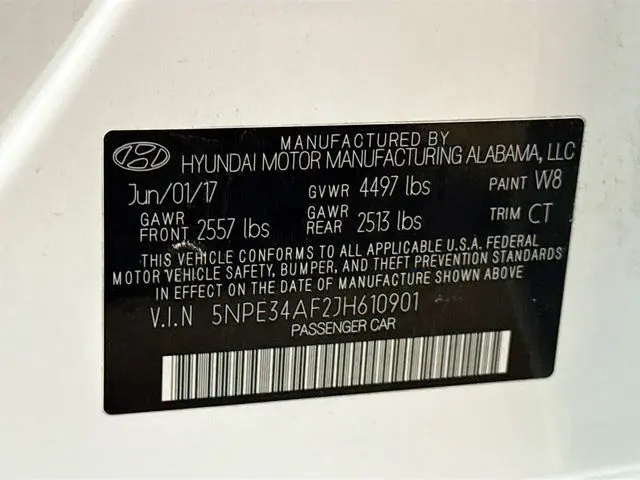 MANUFACTURED BY
HYUNDAI MOTOR MANUFACTURING ALABAMA, LLC
Jun/01/17 GVWR 4497 lbs PAINT W8
GAWR FRONT 2557 lbs GAWR REAR 2513 lbs TRIM CT
THIS VEHICLE CONFORMS TO ALL APPLICABLE U.S.A. FEDERAL
MOTOR VEHICLE SAFETY, BUMPER, AND THEFT PREVENTION STANDARDS
IN EFFECT ON THE DATE OF MANUFACTURE SHOWN ABOVE
V.I.N 5NPE34AF2JH610901
PASSENGER CAR